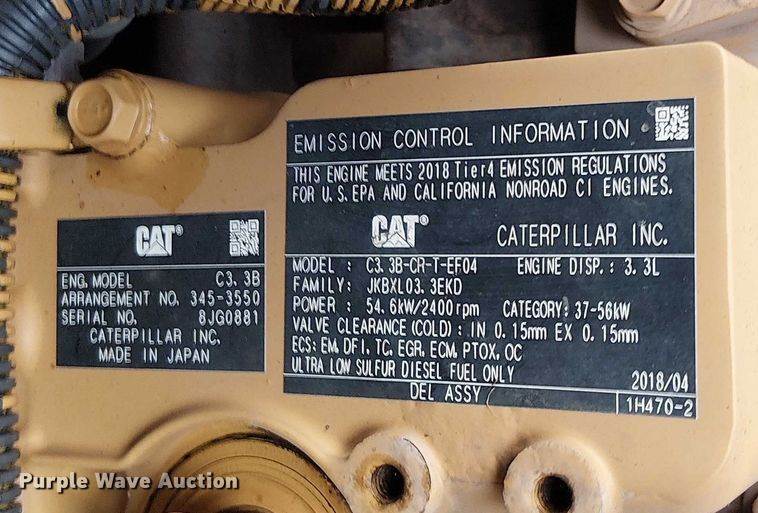 EMISSION CONTROL INFORMATION
THIS ENGINE MEETS 2018 Tier4 EMISSION REGULATIONS
FOR U.S.EPA AND CALIFORNIA NONROAD CI ENGINES.
CAT® CATERPILLAR INC.
MODEL : C3.3B-CR-T-EF04 ENGINE DISP.: 3.3L
FAMILY: JKBXL03.3EKD
POWER : 54.6kW/2400rpm CATEGORY: 37-56kW
VALVE CLEARANCE(COLD): IN 0.15mm EX 0.15mm
ECS: EM, DFI, TC, EGR, ECM, PTOX, OC
ULTRA LOW SULFUR DIESEL FUEL ONLY
2018/04
DEL ASSY
1H470-2
CAT®
ENG. MODEL C3.3B
ARRANGEMENT NO. 345-3550
SERIAL NO. 8JG0881
CATERPILLAR INC.
MADE IN JAPAN
Purple Wave Auction®